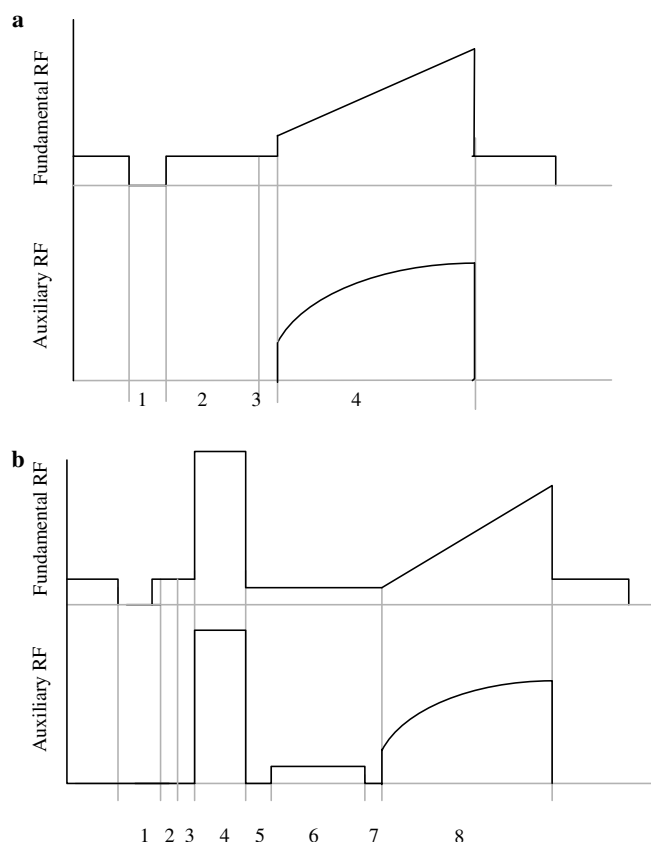 a
Fundamental RF
Auxiliary RF
1 2 3 4
b
Fundamental RF
Auxiliary RF
1 2 3 4 5 6 7 8